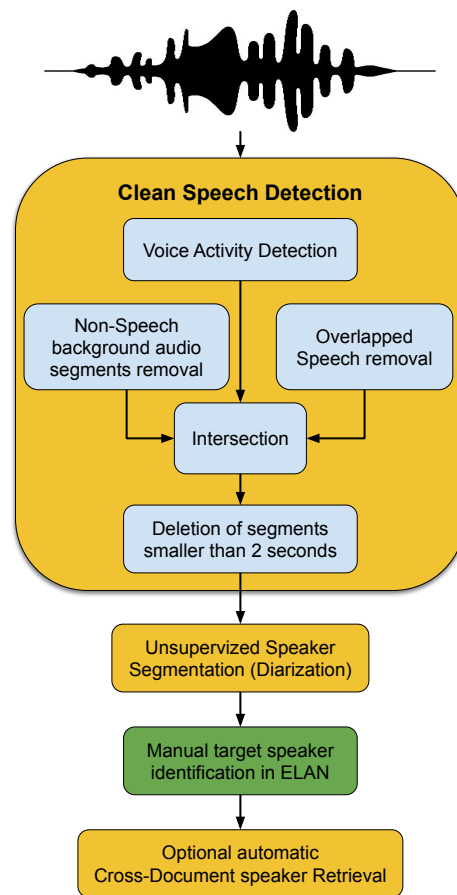 Clean Speech Detection
Voice Activity Detection
Non-Speech
background audio
segments removal
Overlapped
Speech removal
Intersection
Deletion of segments
smaller than 2 seconds
Unsupervized Speaker
Segmentation (Diarization)
Manual target speaker
identification in ELAN
Optional automatic
Cross-Document speaker Retrieval